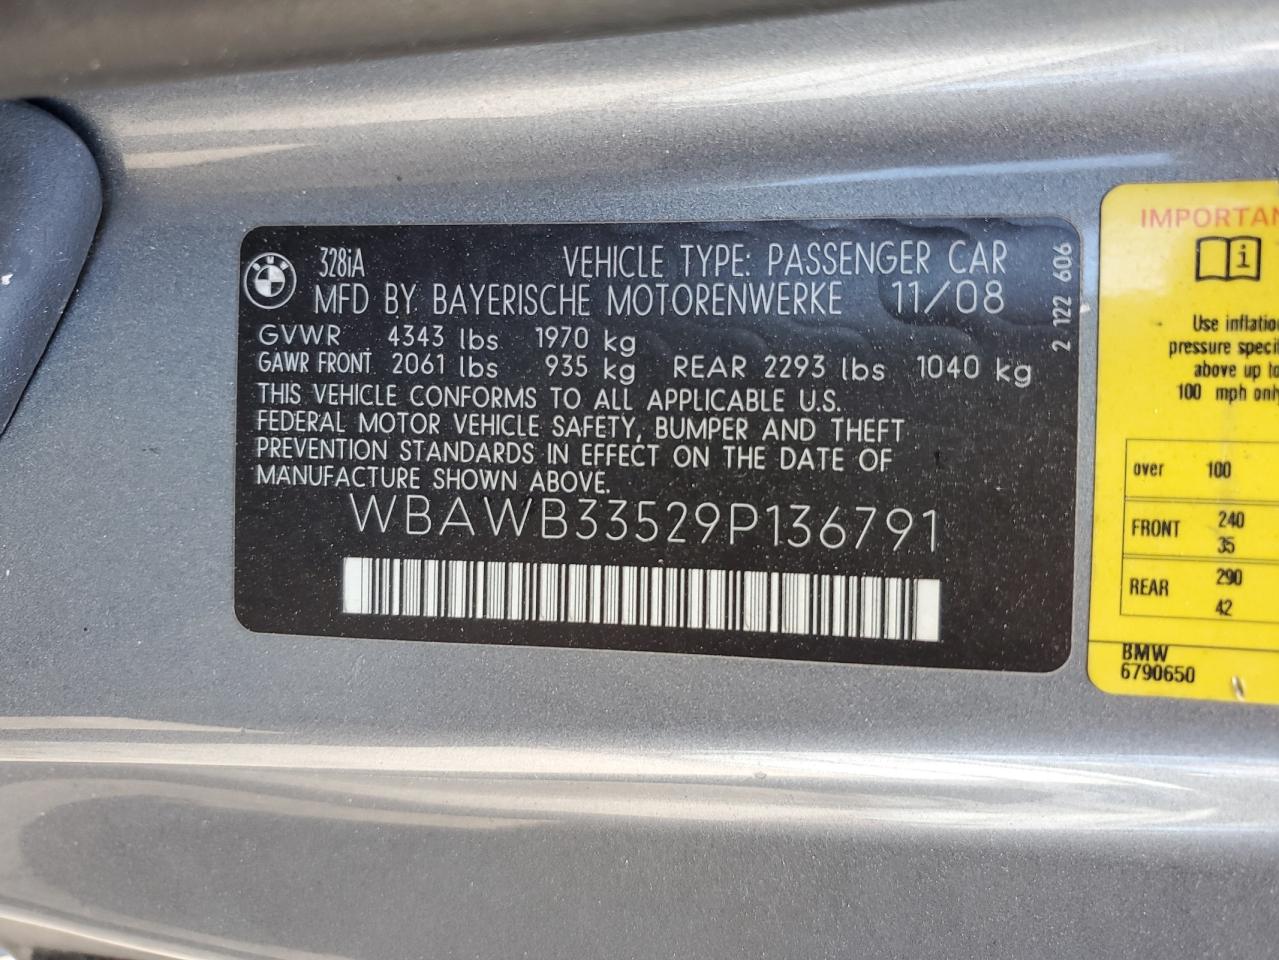 BMW
328iA VEHICLE TYPE: PASSENGER CAR
MFD BY: BAYERISCHE MOTORENWERKE 11/08
GVWR 4343 lbs 1970 kg
GAWR FRONT 2061 lbs 935 kg REAR 2293 lbs 1040 kg
THIS VEHICLE CONFORMS TO ALL APPLICABLE U.S.
FEDERAL MOTOR VEHICLE SAFETY, BUMPER AND THEFT
PREVENTION STANDARDS IN EFFECT ON THE DATE OF
MANUFACTURE SHOWN ABOVE.
WBAWB33529P136791
2 122 606
IMPORTAN
i
Use inflatio
pressure speci
above up to
100 mph only
over 100
FRONT 240
35
REAR 290
42
BMW
6790650